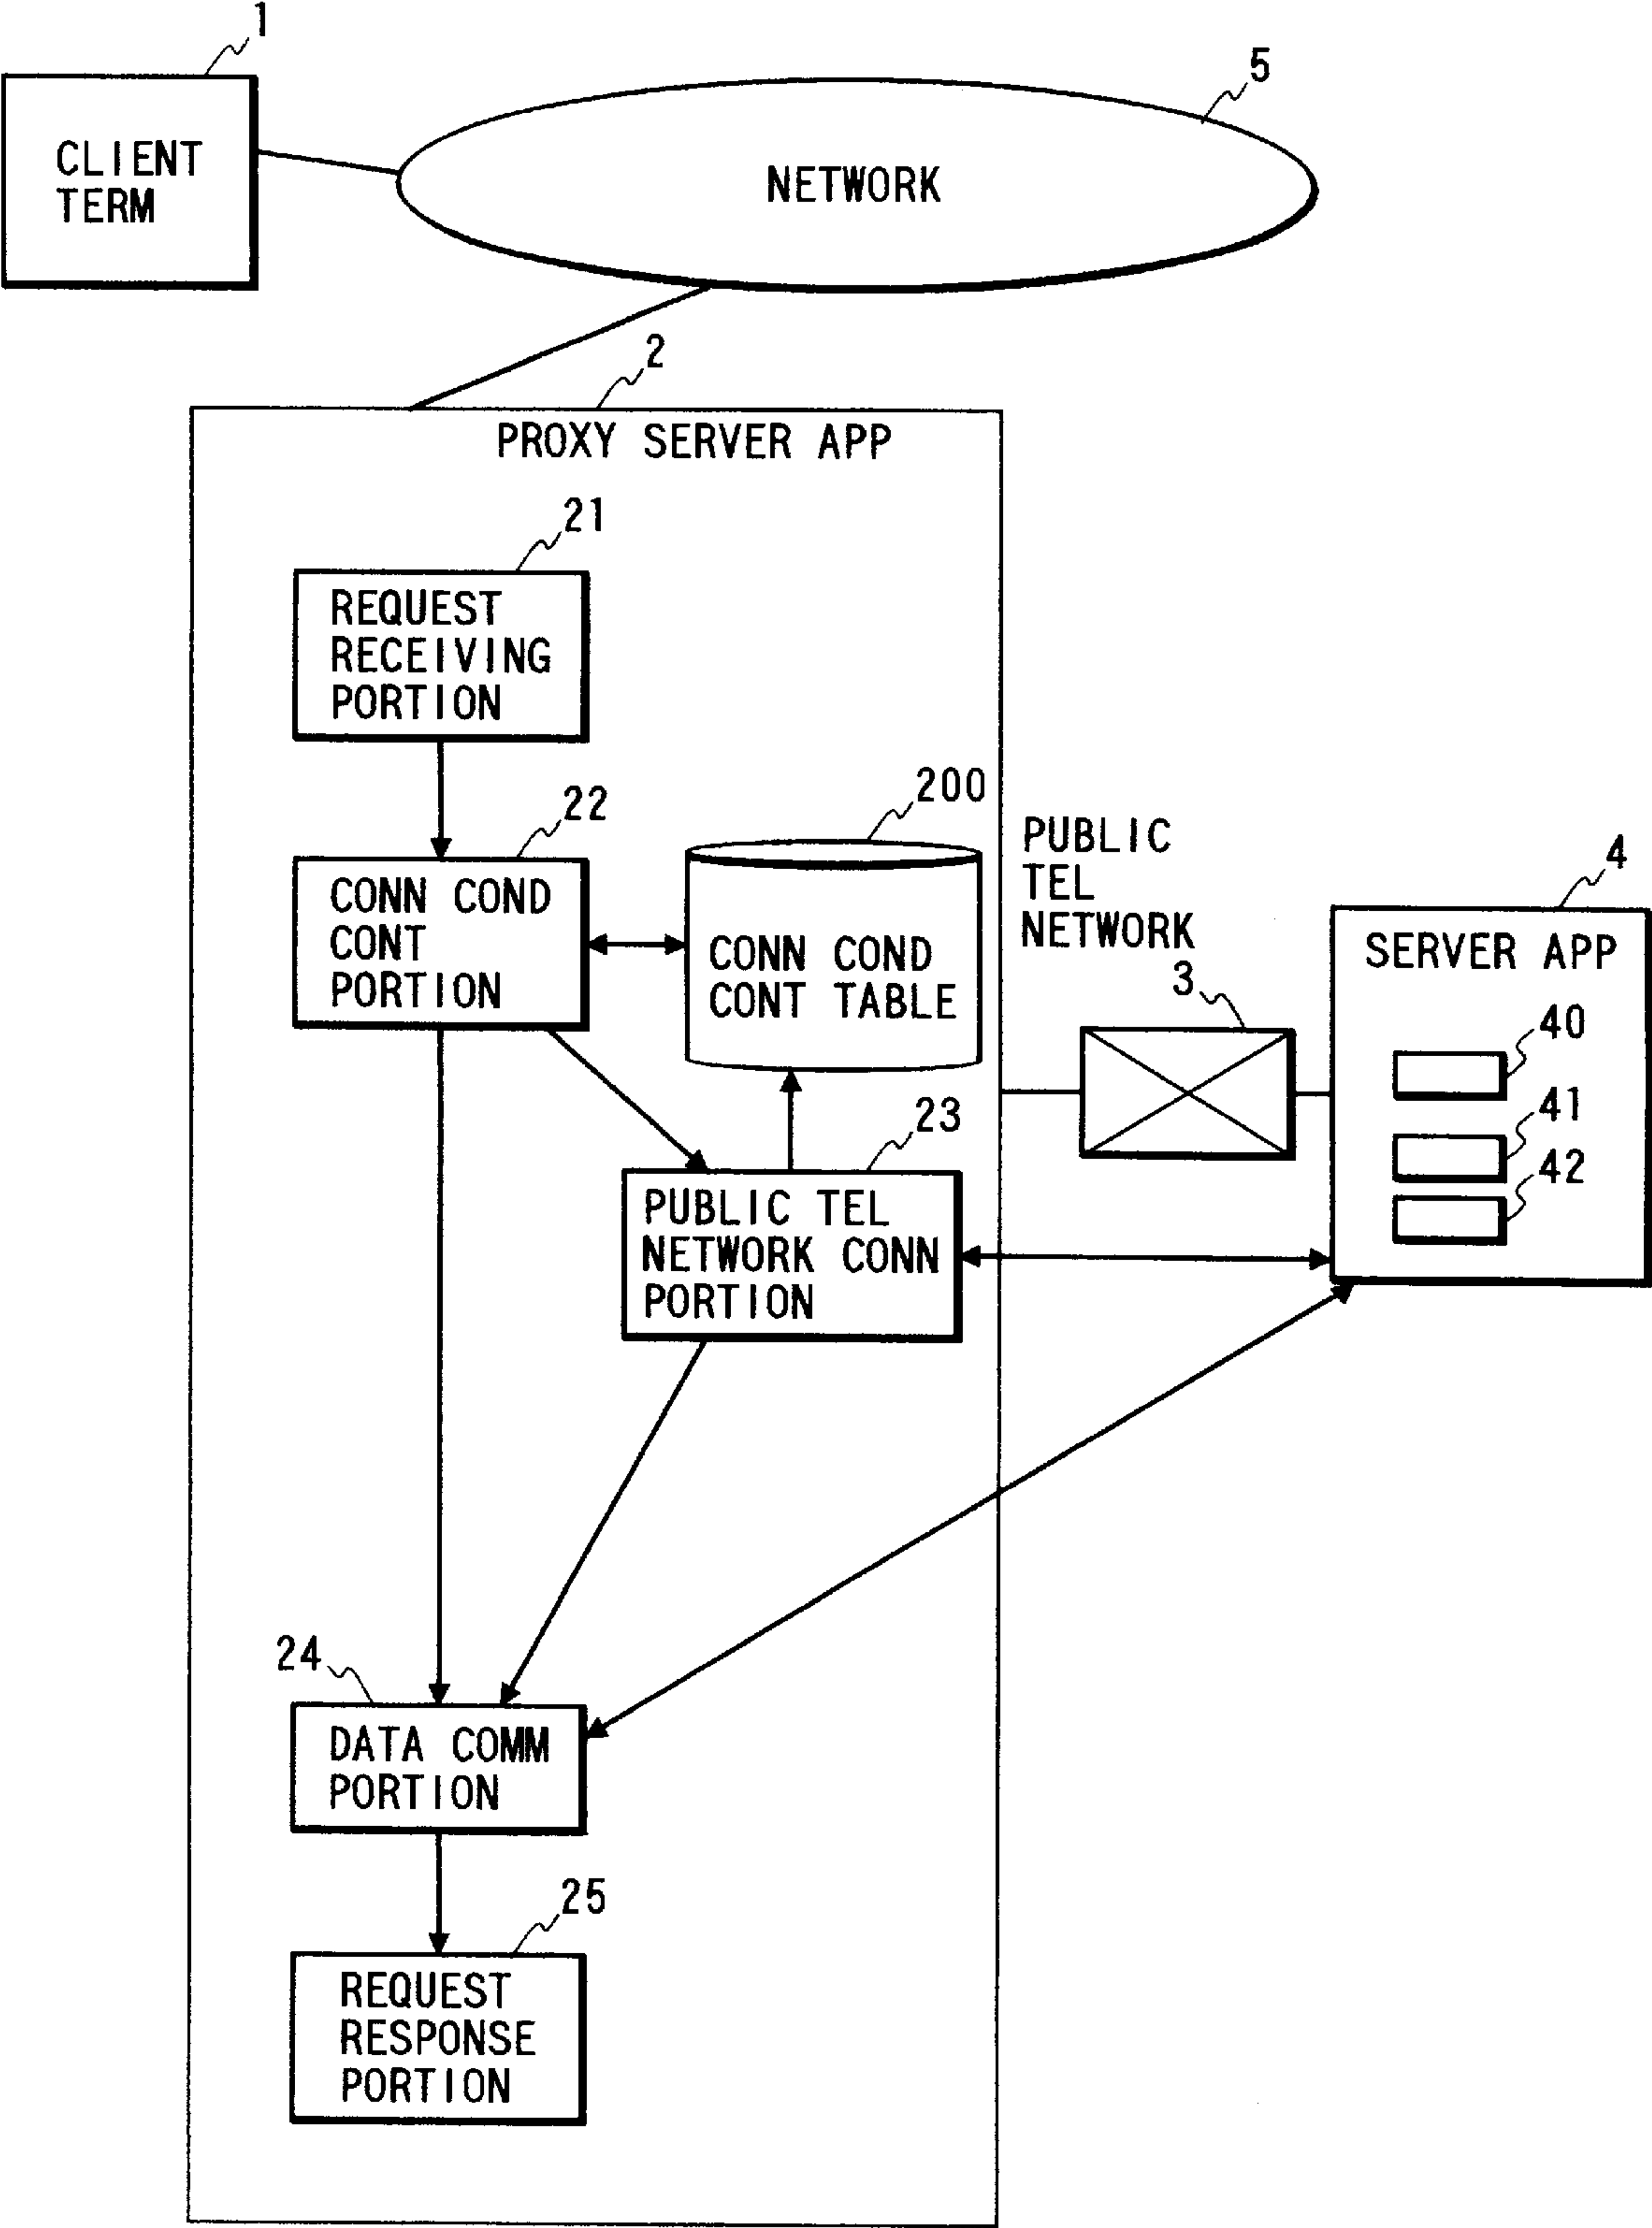 1
CLIENT
TERM
5
NETWORK
2
PROXY SERVER APP
21
REQUEST
RECEIVING
PORTION
22
CONN COND
CONT
PORTION
200
CONN COND
CONT TABLE
PUBLIC
TEL
NETWORK
3
4
SERVER APP
40
41
42
23
PUBLIC TEL
NETWORK CONN
PORTION
24
DATA COMM
PORTION
25
REQUEST
RESPONSE
PORTION